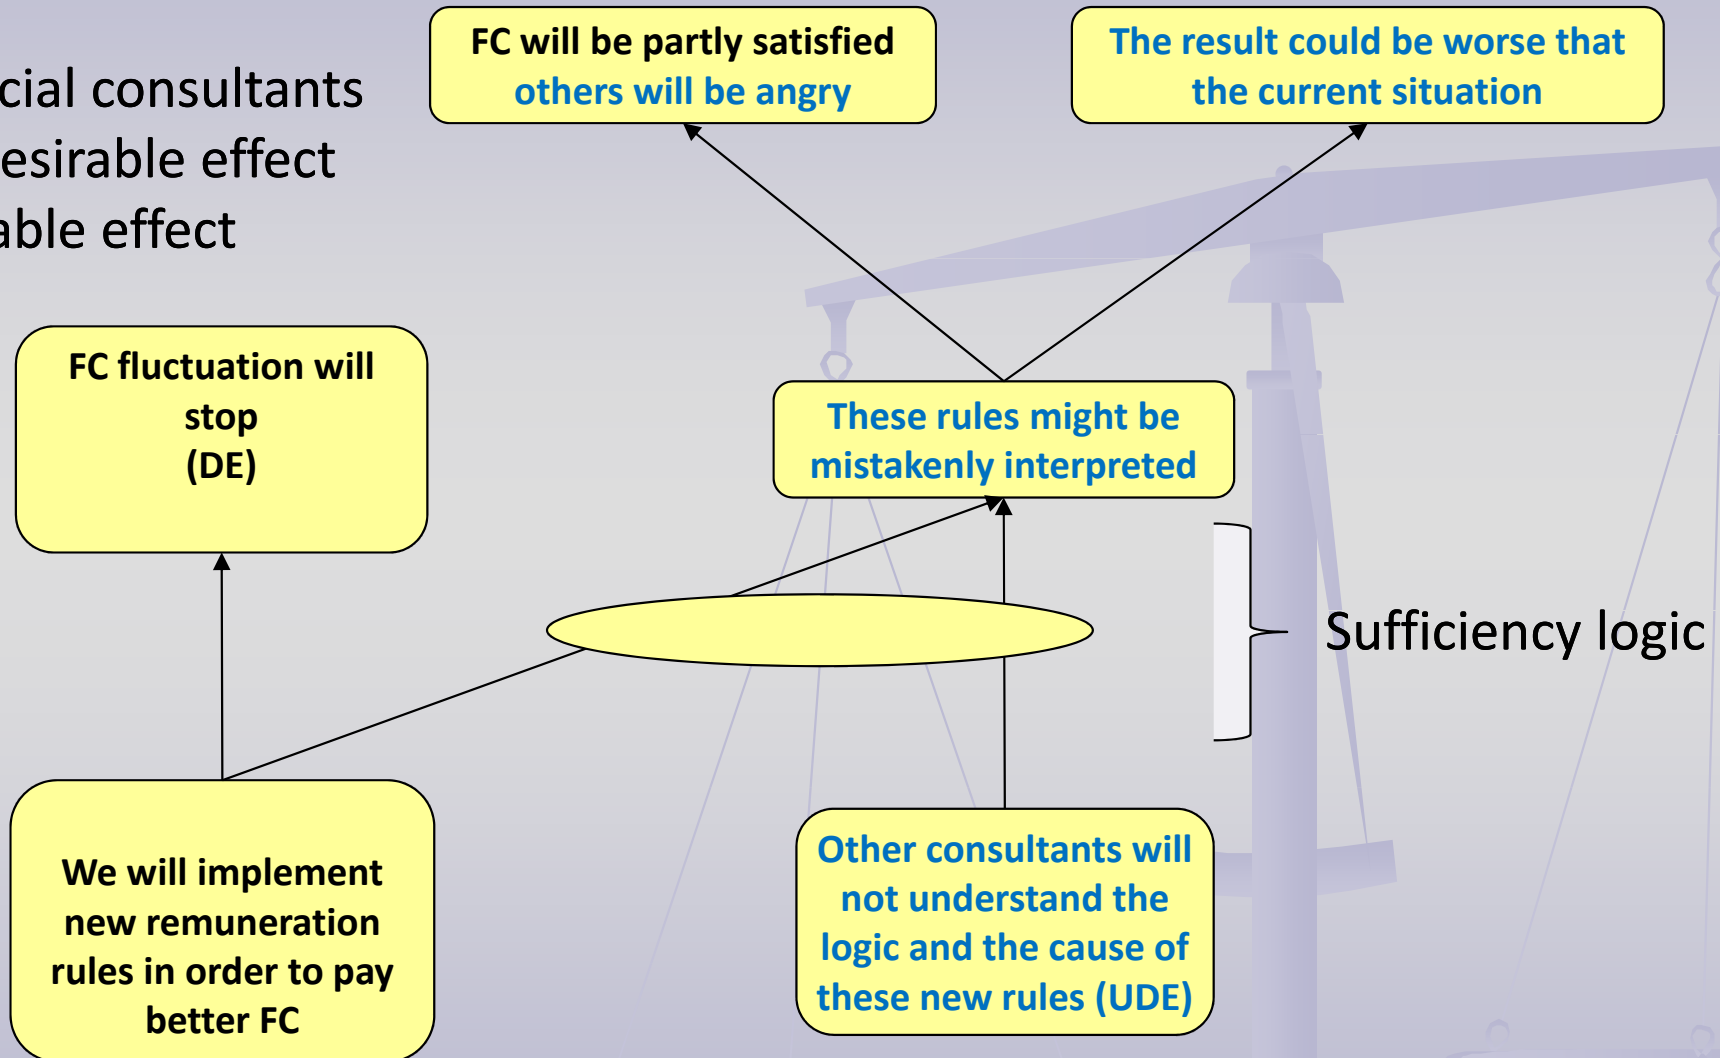 cial consultants
esirable effect
able effect
FC will be partly satisfied
others will be angry
The result could be worse that
the current situation
FC fluctuation will
stop
(DE)
These rules might be
mistakenly interpreted
Sufficiency logic
We will implement
new remuneration
rules in order to pay
better FC
Other consultants will
not understand the
logic and the cause of
these new rules (UDE)